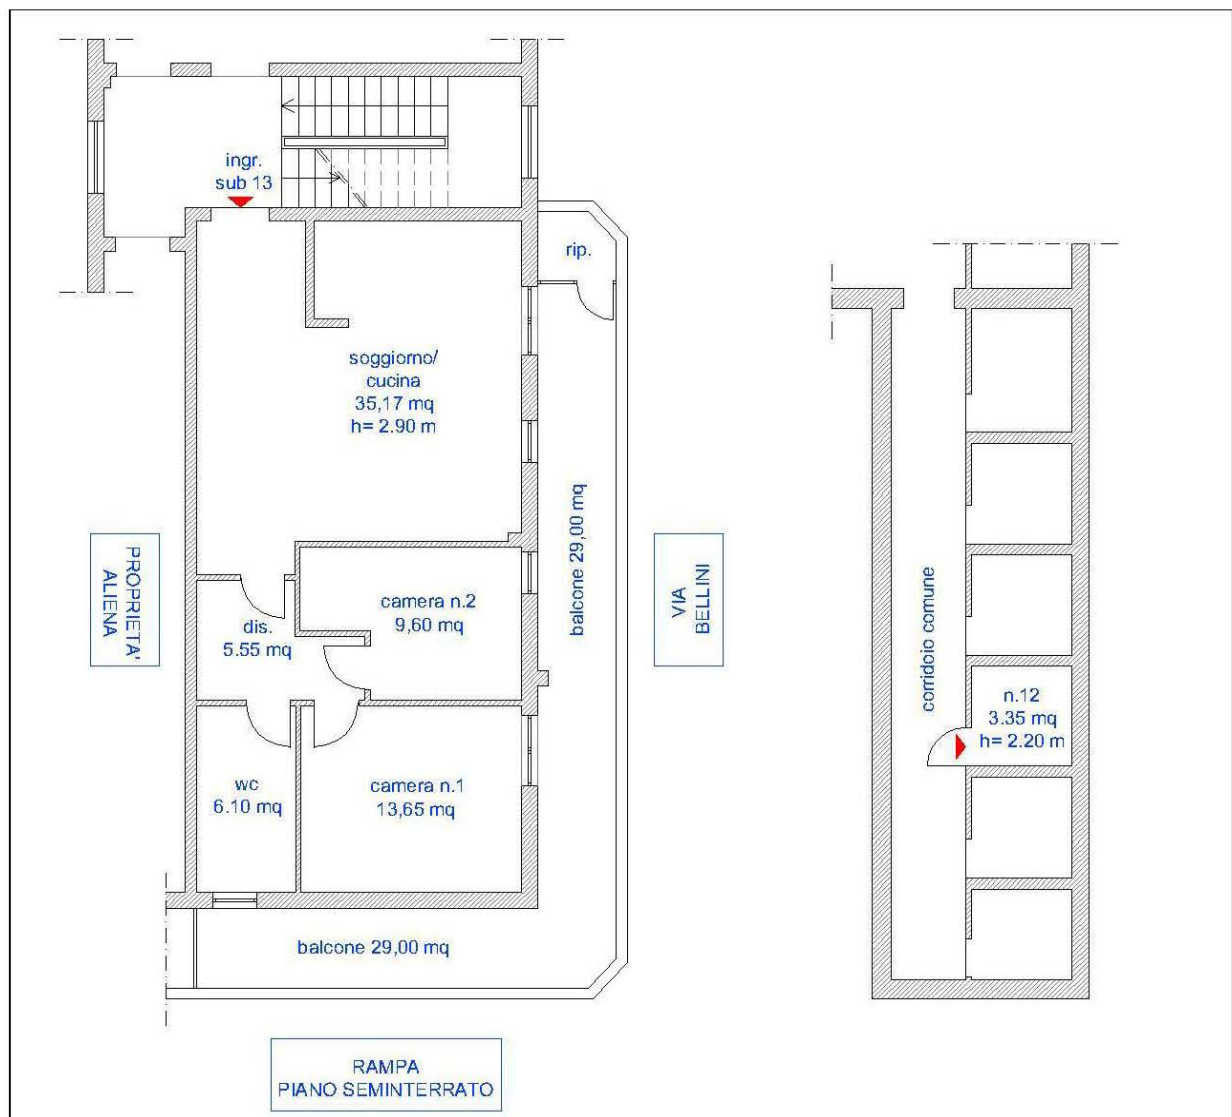 ingr.
sub 13
rip.
soggiorno/
cucina
35,17 mq
h= 2.90 m
balcone 29,00 mq
PROPRIETA'
ALIENA
VIA
BELLINI
camera n.2
9,60 mq
dis.
5.55 mq
wc
6.10 mq
camera n.1
13,65 mq
balcone 29,00 mq
RAMPA
PIANO SEMINTERRATO
corridoio comune
n.12
3.35 mq
h= 2.20 m